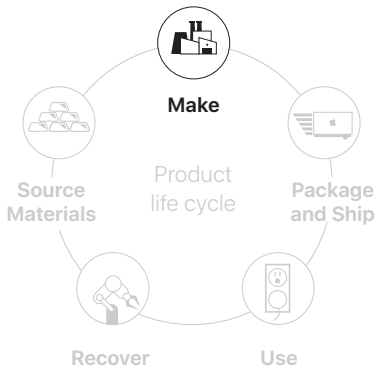 Make
Product
life cycle
Source
Materials
Package
and Ship
Recover
Use